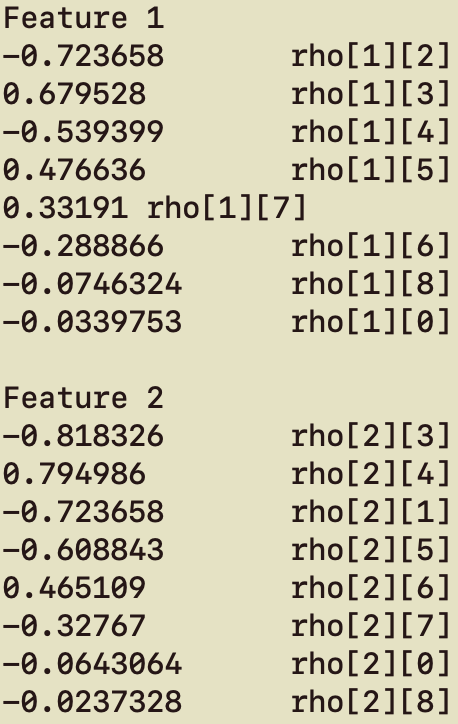 Feature 1
-0.723658 rho[1][2]
0.679528 rho[1][3]
-0.539399 rho[1][4]
0.476636 rho[1][5]
0.33191 rho[1][7]
-0.288866 rho[1][6]
-0.0746324 rho[1][8]
-0.0339753 rho[1][0]
Feature 2
-0.818326 rho[2][3]
0.794986 rho[2][4]
-0.723658 rho[2][1]
-0.608843 rho[2][5]
0.465109 rho[2][6]
-0.32767 rho[2][7]
-0.0643064 rho[2][0]
-0.0237328 rho[2][8]